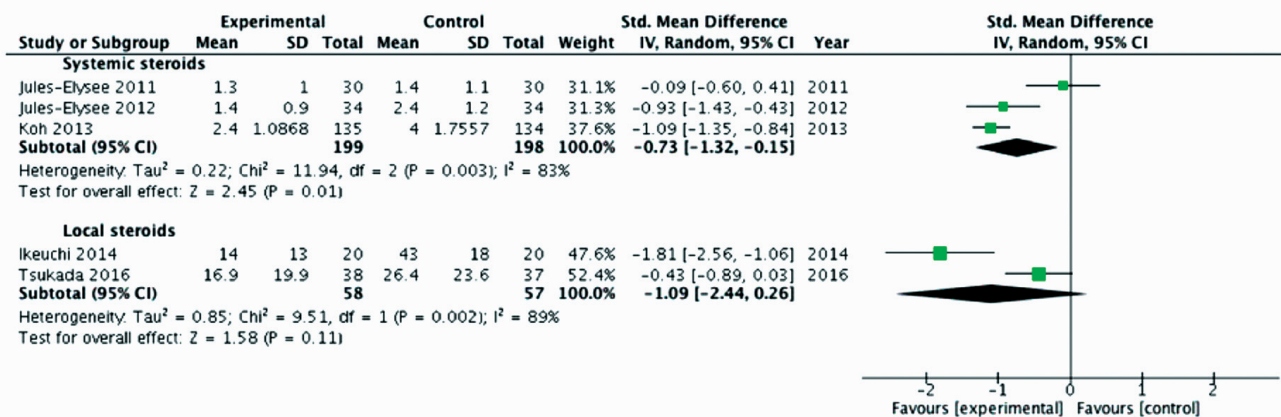 Experimental Control Std. Mean Difference Std. Mean Difference
Study or Subgroup Mean SD Total Mean SD Total Weight IV, Random, 95% CI Year IV, Random, 95% CI
Systemic steroids
Jules-Elysee 2011 1.3 1 30 1.4 1.1 30 31.1% -0.09 [-0.60, 0.41] 2011
Jules-Elysee 2012 1.4 0.9 34 2.4 1.2 34 31.3% -0.93 [-1.43, -0.43] 2012
Koh 2013 2.4 1.0868 135 4 1.7557 134 37.6% -1.09 [-1.35, -0.84] 2013
Subtotal (95% CI) 199 198 100.0% -0.73 [-1.32, -0.15]
Heterogeneity: Tau² = 0.22; Chi² = 11.94, df = 2 (P = 0.003); I² = 83%
Test for overall effect: Z = 2.45 (P = 0.01)
Local steroids
Ikeuchi 2014 14 13 20 43 18 20 47.6% -1.81 [-2.56, -1.06] 2014
Tsukada 2016 16.9 19.9 38 26.4 23.6 37 52.4% -0.43 [-0.89, 0.03] 2016
Subtotal (95% CI) 58 57 100.0% -1.09 [-2.44, 0.26]
Heterogeneity: Tau² = 0.85; Chi² = 9.51, df = 1 (P = 0.002); I² = 89%
Test for overall effect: Z = 1.58 (P = 0.11)
-2 -1 0 1 2
Favours [experimental] Favours [control]